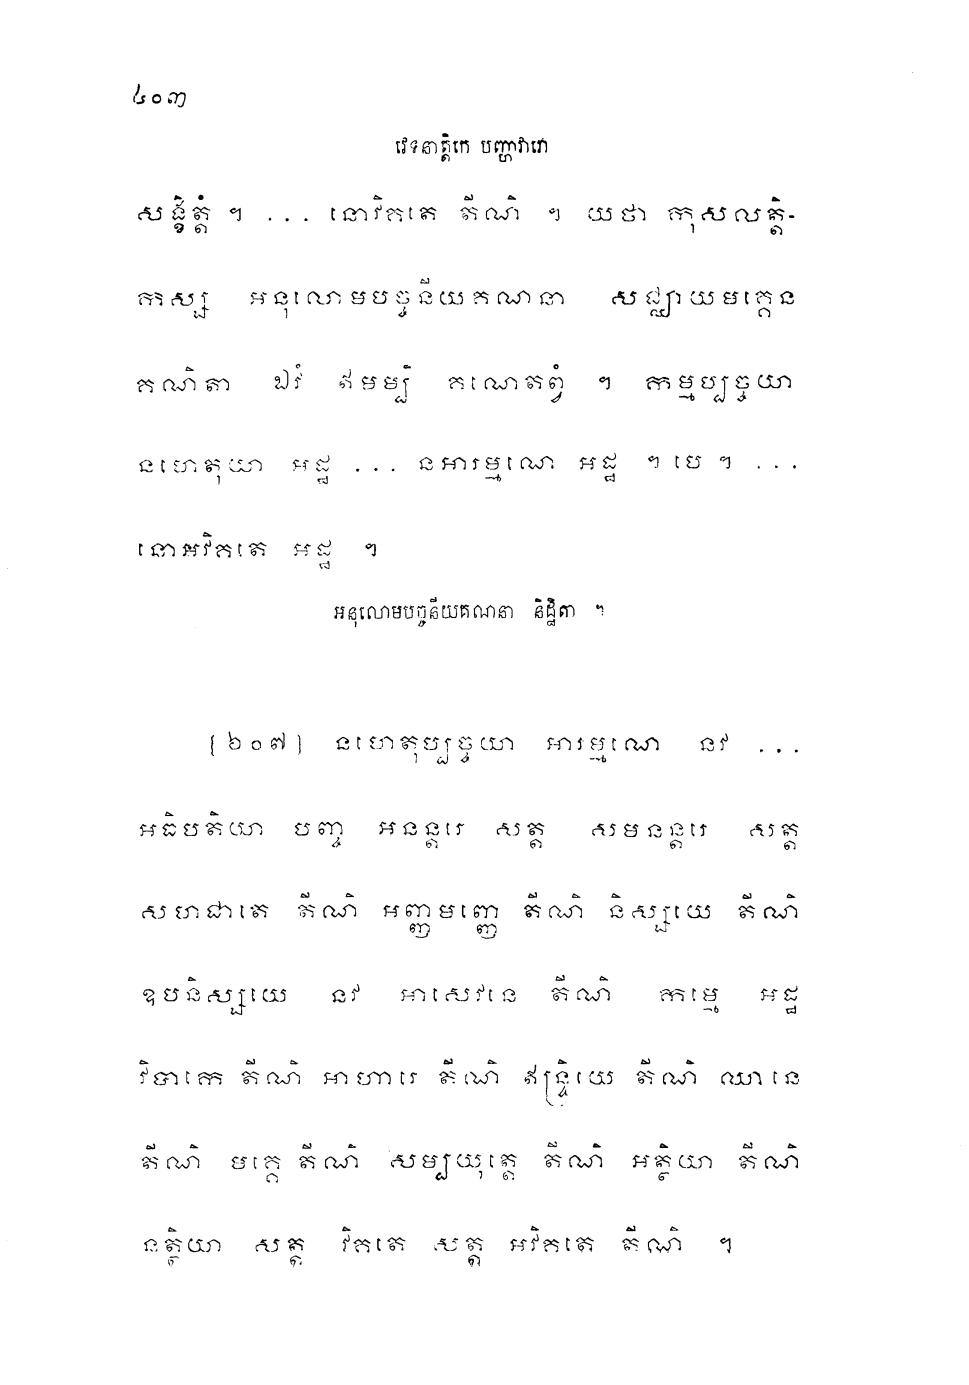 ៤០៣
វេទនាត្តិកេ បញ្ហាវារោ
សង្ខិត្តំ ។ ... នោវិគតេ តីណិ ។ យថា កុសលត្តិ-
កស្ស អនុលោមបច្ចនីយគណនា សជ្ឈាយមគ្គេន
គណិតា ឯវំ ឥមម្បិ គណេតព្វំ ។ កម្មប្បច្ចយា
នហេតុយា អដ្ឋ ... នអារម្មណេ អដ្ឋ ។ បេ ។ ...
នោអវិគតេ អដ្ឋ ។
អនុលោមបច្ចនីយគណនា និដ្ឋិតា ។
[៦០៧] នហេតុប្បច្ចយា អារម្មណេ នវ ...
អធិបតិយា បញ្ច អនន្តរេ សត្ត សមនន្តរេ សត្ត
សហជាតេ តីណិ អញ្ញមញ្ញេ តីណិ និស្សយេ តីណិ
ឧបនិស្សយេ នវ អាសេវនេ តីណិ កម្មេ អដ្ឋ
វិបាកេ តីណិ អាហារេ តីណិ ឥន្ទ្រិយេ តីណិ ឈានេ
តីណិ មគ្គេ តីណិ សម្បយុត្តេ តីណិ អត្ថិយា តីណិ
នត្ថិយា សត្ត វិគតេ សត្ត អវិគតេ តីណិ ។